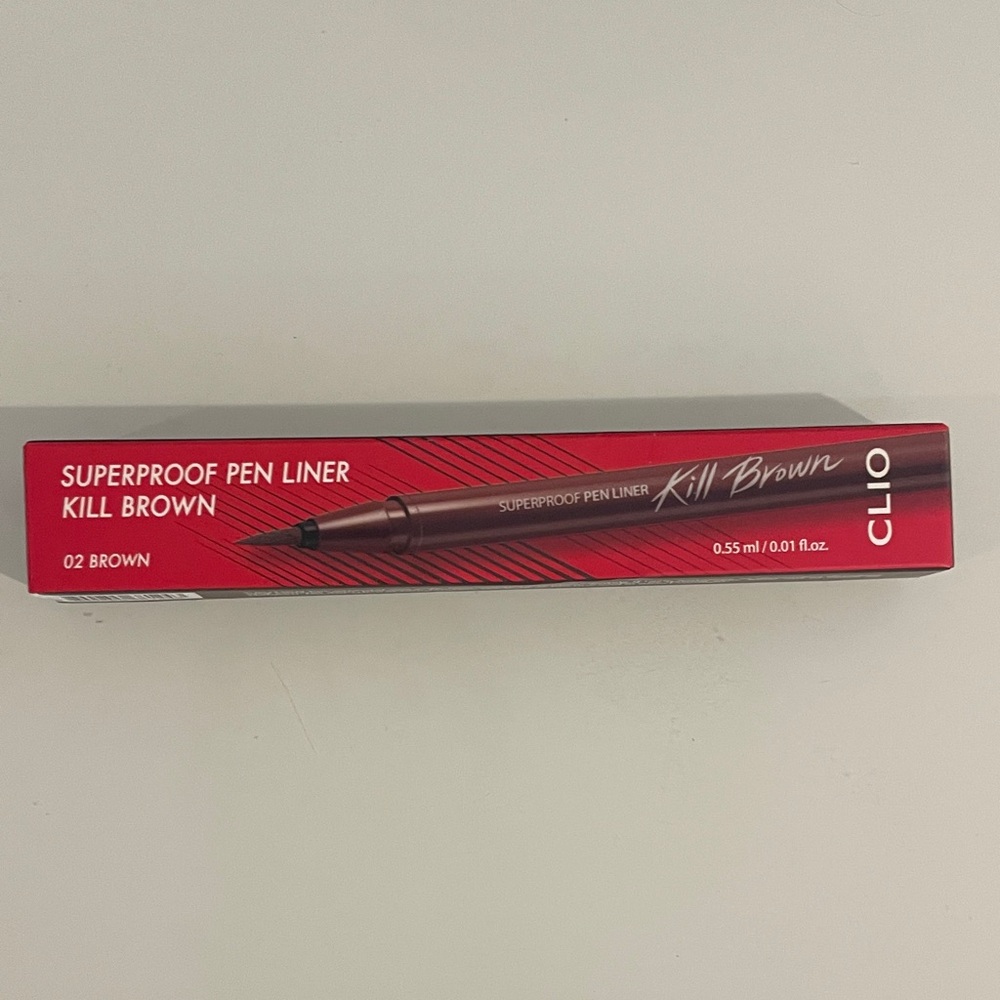 SUPERPROOF PEN LINER
KILL BROWN
02 BROWN
SUPERPROOF PEN LINER Kill Brown
0.55 ml / 0.01 fl.oz.
CLIO